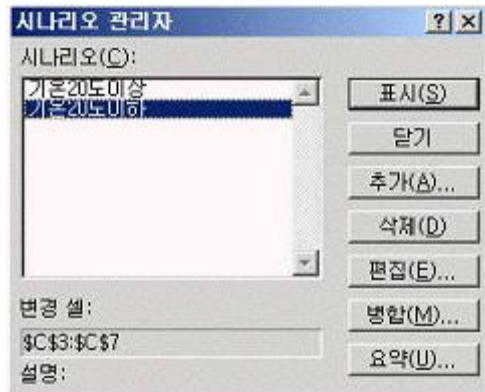 시나리오 관리자
시나리오(C):
기온20도이상
기온20도이하
표시(S)
닫기
추가(A)...
삭제(D)
편집(E)...
병합(M)...
요약(U)...
변경 셀:
$C$3:$C$7
설명: